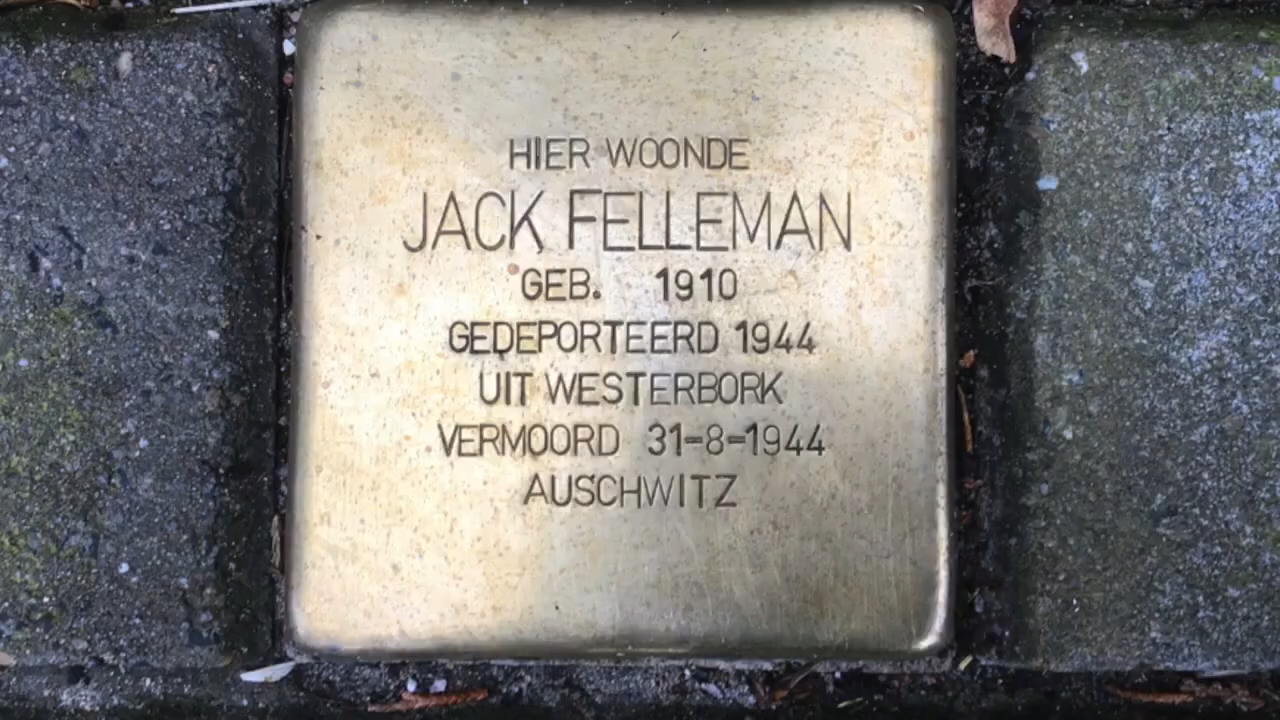 HIER WOONDE
JACK FELLEMAN
GEB. 1910
GEDEPORTEERD 1944
UIT WESTERBORK
VERMOORD 31-8-1944
AUSCHWITZ